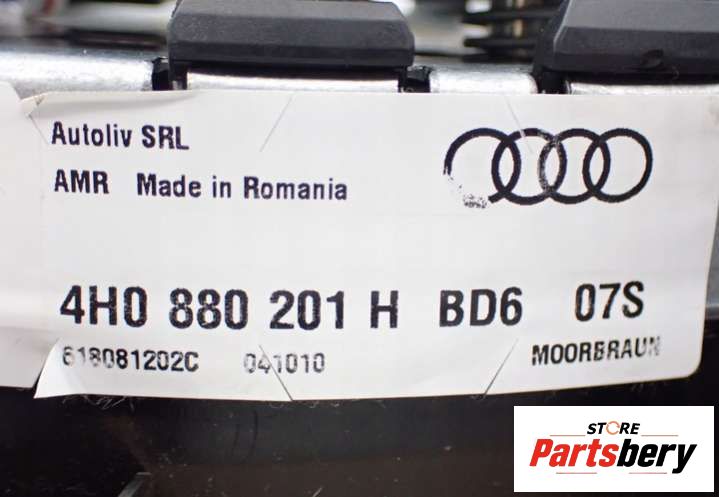 Autoliv SRL
AMR Made in Romania
4H0 880 201 H BD6 07S
618081202C 041010 MOORBRAUN
STORE
Partsbery